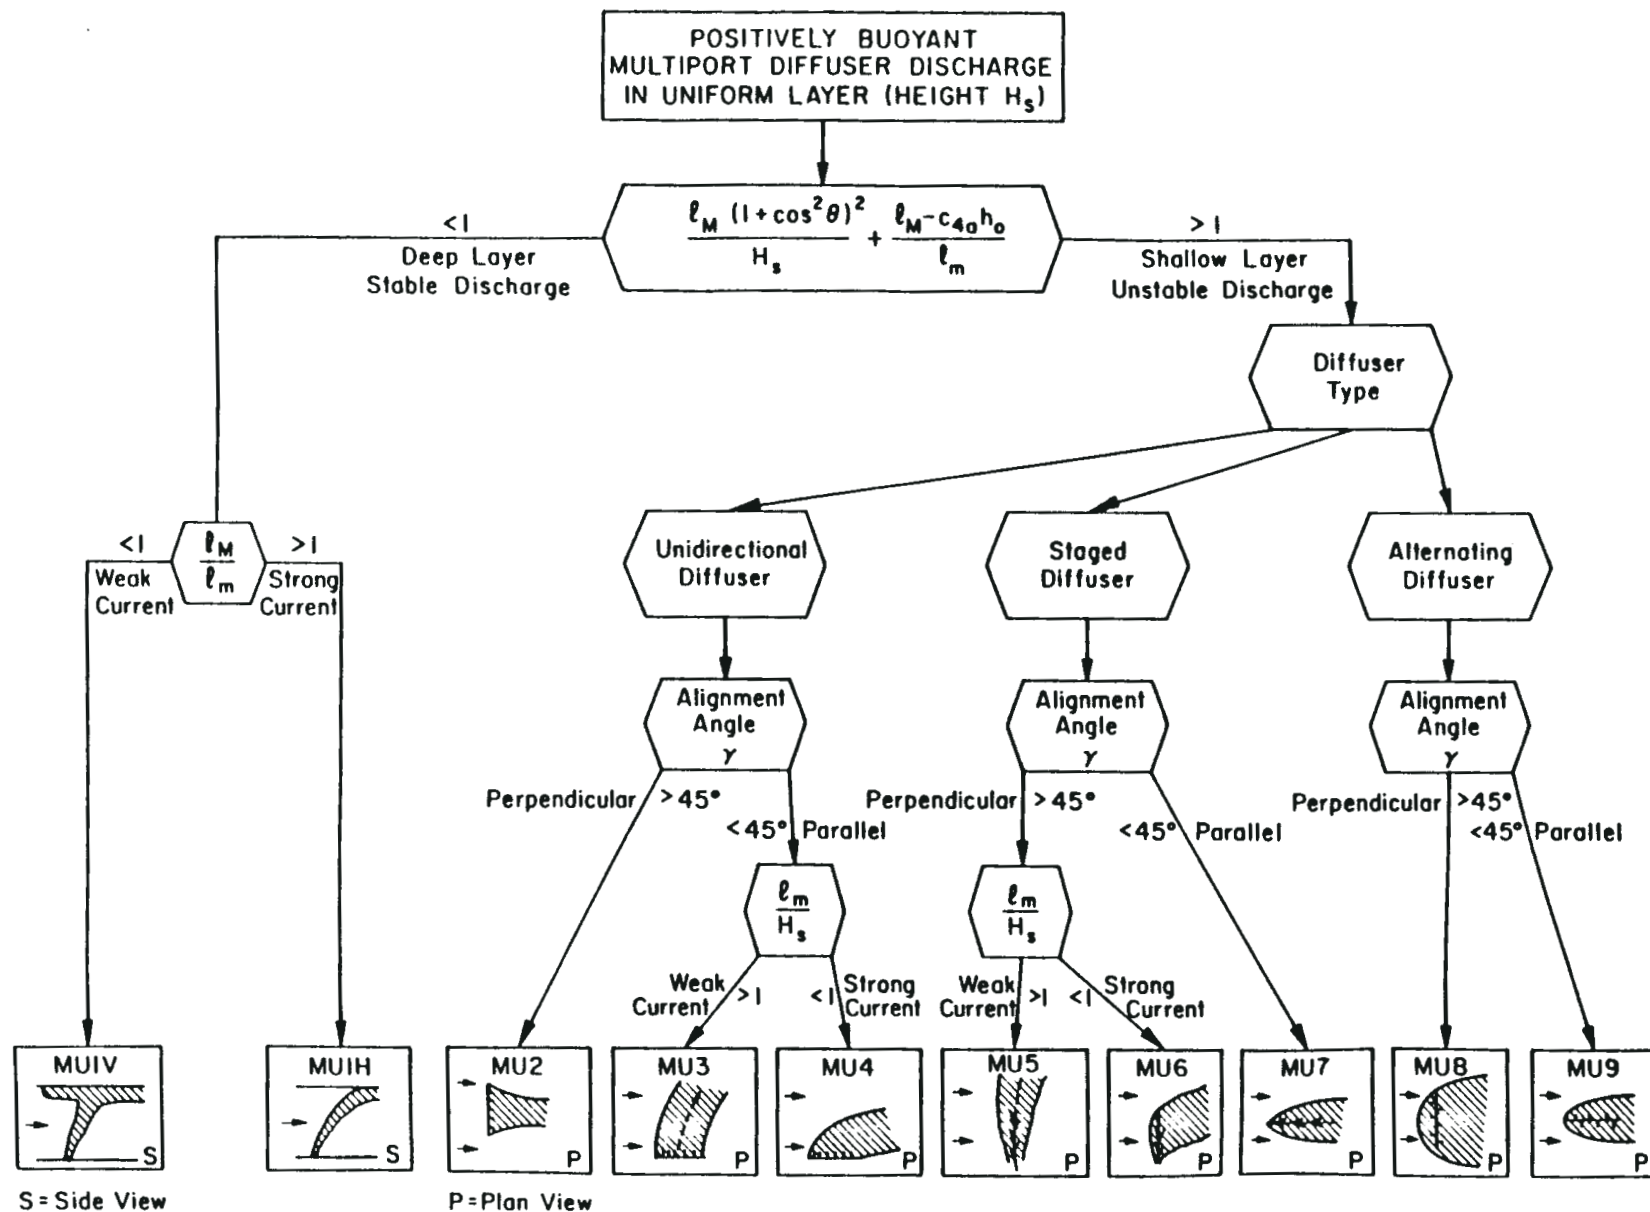 POSITIVELY BUOYANT
MULTIPORT DIFFUSER DISCHARGE
IN UNIFORM LAYER (HEIGHT Hs)
<1
Deep Layer
Stable Discharge
ℓM (1+cos²θ)² / Hs + ℓM-c4ah0 / ℓm
>1
Shallow Layer
Unstable Discharge
Diffuser
Type
<1
Weak
Current
ℓM
ℓm
>1
Strong
Current
Unidirectional
Diffuser
Staged
Diffuser
Alternating
Diffuser
Alignment
Angle
γ
Alignment
Angle
γ
Alignment
Angle
γ
Perpendicular >45°
<45° Parallel
Perpendicular >45°
<45° Parallel
Perpendicular >45°
<45° Parallel
ℓm
Hs
ℓm
Hs
Weak
Current >1
<1 Strong
Current
Weak
Current >1
<1 Strong
Current
MU1V
S
MU1H
S
MU2
P
MU3
P
MU4
P
MU5
P
MU6
P
MU7
P
MU8
P
MU9
P
S=Side View
P=Plan View